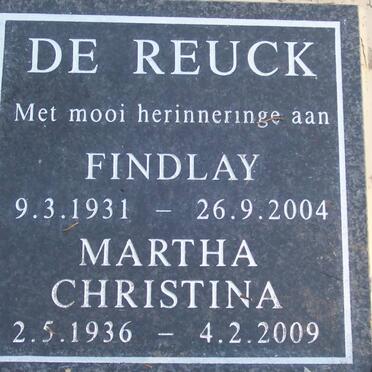 DE REUCK
Met mooi herinneringe aan
FINDLAY
9.3.1931 – 26.9.2004
MARTHA
CHRISTINA
2.5.1936 – 4.2.2009